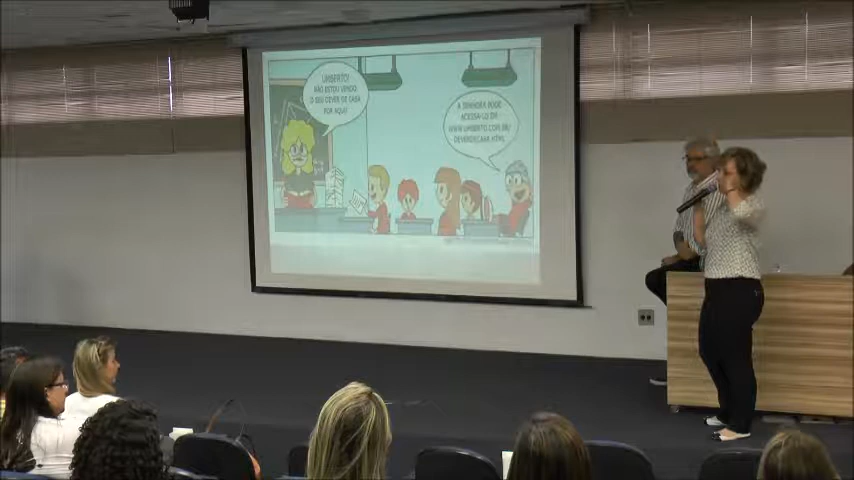 UMBERTO!
NÃO ESTOU VENDO
O SEU DEVER DE CASA
POR AQUI!
A SENHORA PODE
ACESSA-LO EM
WWW.UMBERTO.COM.BR/
DEVERDECASA.HTML